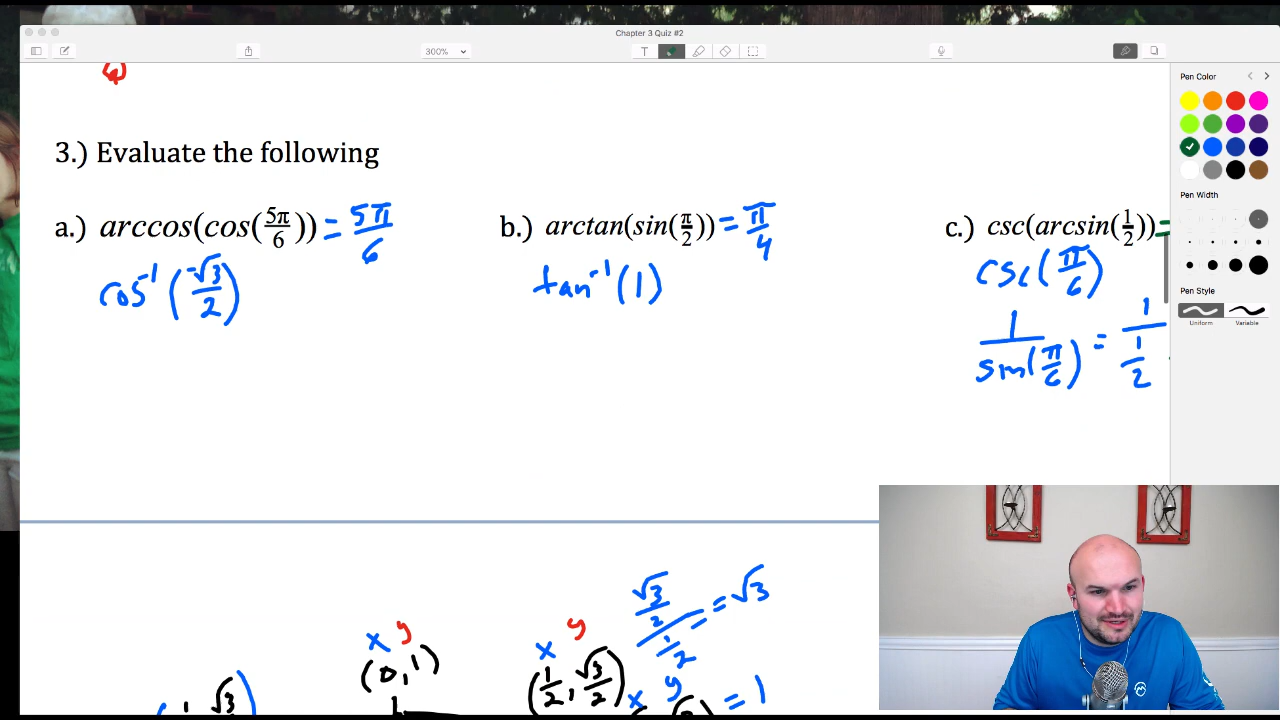 Chapter 3 Quiz #2
300%
T
Pen Color
3.) Evaluate the following
a.) arccos(cos(5π/6)) = 5π/6
cos⁻¹(-√3/2)
b.) arctan(sin(π/2)) = π/4
tan⁻¹(1)
c.) csc(arcsin(1/2)) =
csc(π/6)
1/sin(π/6) = 1/(1/2)
Pen Width
Pen Style
Uniform Variable
(√3/2)/(1/2) = √3
x y
(0,1)
x y
(1/2, √3/2)
x y
= 1